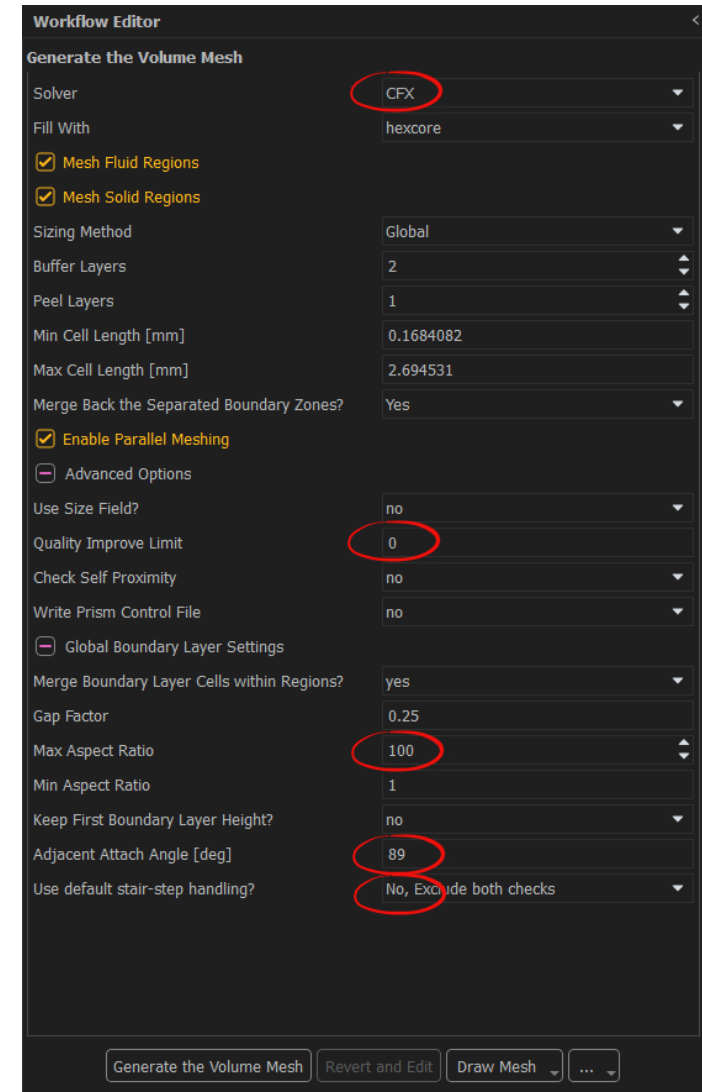 Workflow Editor
Generate the Volume Mesh
Solver CFX
Fill With hexcore
Mesh Fluid Regions
Mesh Solid Regions
Sizing Method Global
Buffer Layers 2
Peel Layers 1
Min Cell Length [mm] 0.1684082
Max Cell Length [mm] 2.694531
Merge Back the Separated Boundary Zones? Yes
Enable Parallel Meshing
Advanced Options
Use Size Field? no
Quality Improve Limit 0
Check Self Proximity no
Write Prism Control File no
Global Boundary Layer Settings
Merge Boundary Layer Cells within Regions? yes
Gap Factor 0.25
Max Aspect Ratio 100
Min Aspect Ratio 1
Keep First Boundary Layer Height? no
Adjacent Attach Angle [deg] 89
Use default stair-step handling? No, Exclude both checks
Generate the Volume Mesh Revert and Edit Draw Mesh ...